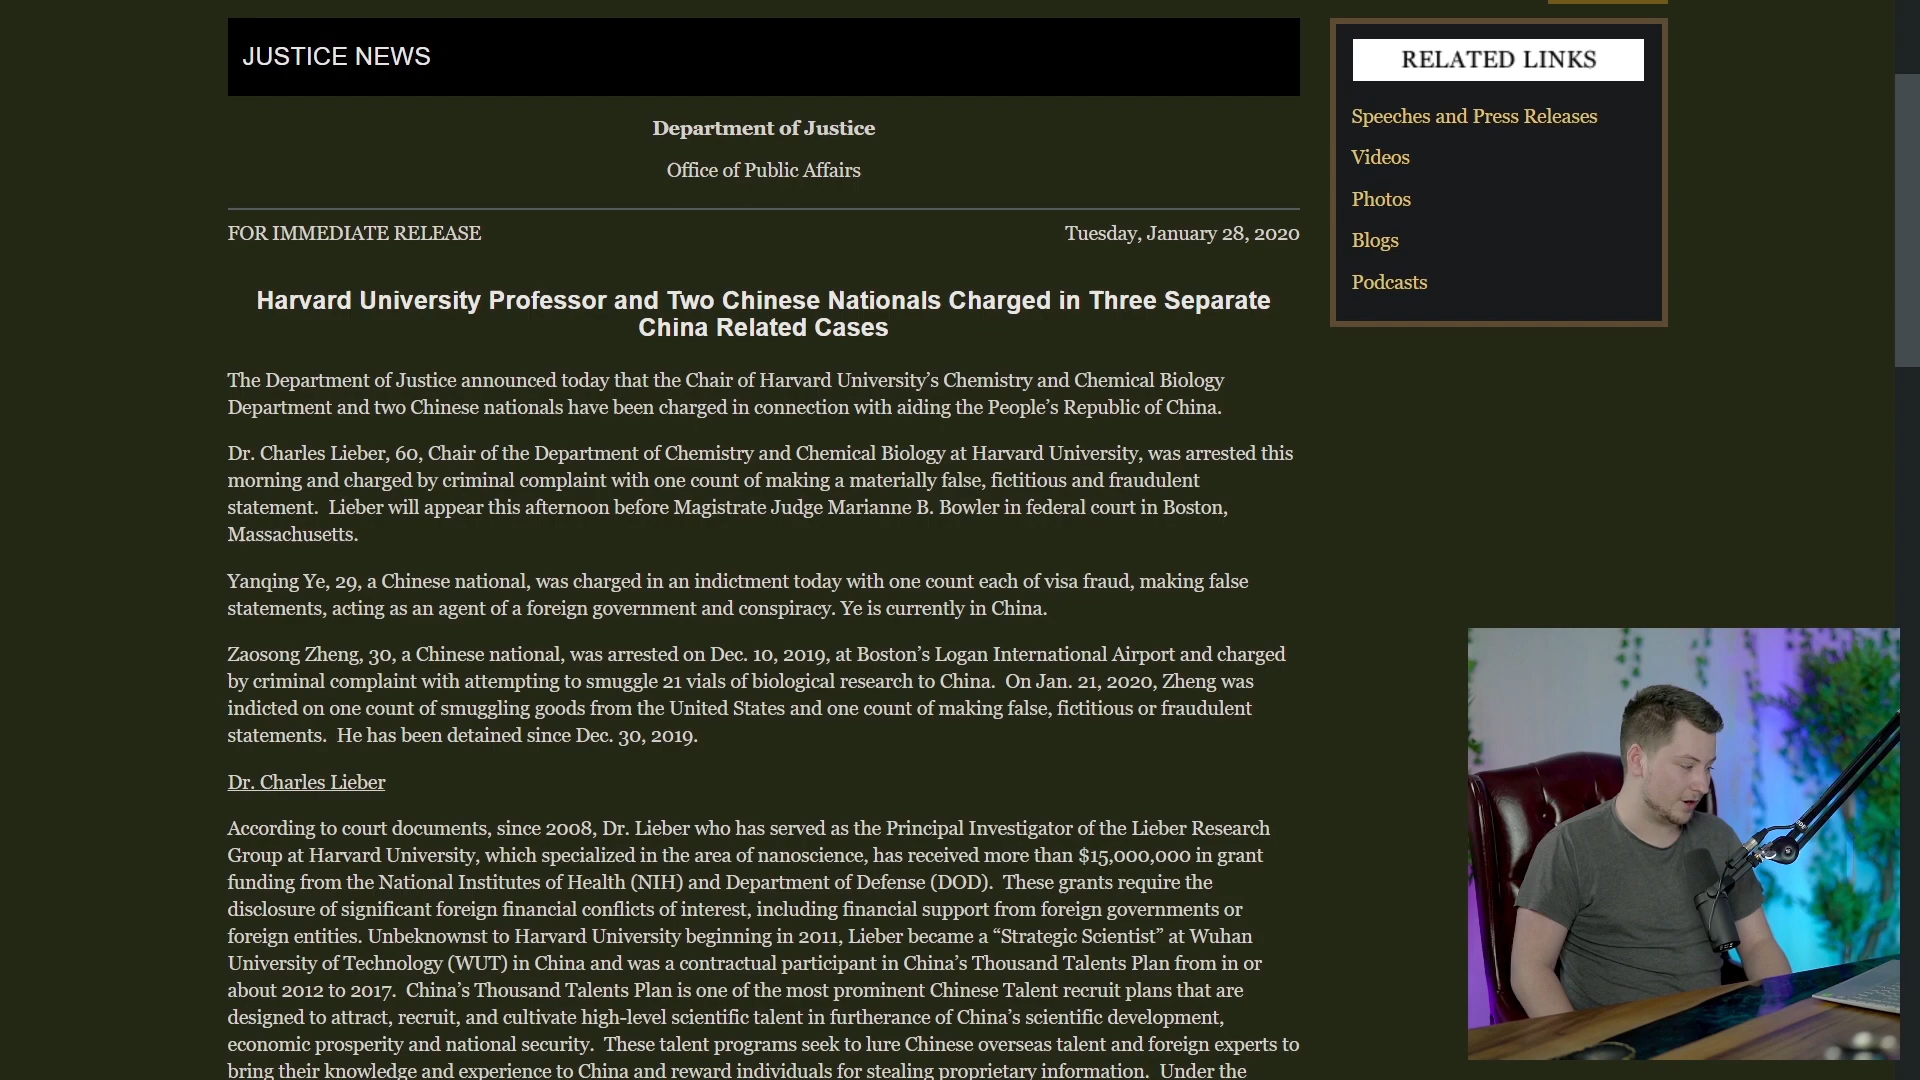 JUSTICE NEWS
RELATED LINKS
Speeches and Press Releases
Videos
Photos
Blogs
Podcasts
Department of Justice
Office of Public Affairs
FOR IMMEDIATE RELEASE
Tuesday, January 28, 2020
Harvard University Professor and Two Chinese Nationals Charged in Three Separate
China Related Cases
The Department of Justice announced today that the Chair of Harvard University’s Chemistry and Chemical Biology
Department and two Chinese nationals have been charged in connection with aiding the People’s Republic of China.
Dr. Charles Lieber, 60, Chair of the Department of Chemistry and Chemical Biology at Harvard University, was arrested this
morning and charged by criminal complaint with one count of making a materially false, fictitious and fraudulent
statement.  Lieber will appear this afternoon before Magistrate Judge Marianne B. Bowler in federal court in Boston,
Massachusetts.
Yanqing Ye, 29, a Chinese national, was charged in an indictment today with one count each of visa fraud, making false
statements, acting as an agent of a foreign government and conspiracy. Ye is currently in China.
Zaosong Zheng, 30, a Chinese national, was arrested on Dec. 10, 2019, at Boston’s Logan International Airport and charged
by criminal complaint with attempting to smuggle 21 vials of biological research to China.  On Jan. 21, 2020, Zheng was
indicted on one count of smuggling goods from the United States and one count of making false, fictitious or fraudulent
statements.  He has been detained since Dec. 30, 2019.
Dr. Charles Lieber
According to court documents, since 2008, Dr. Lieber who has served as the Principal Investigator of the Lieber Research
Group at Harvard University, which specialized in the area of nanoscience, has received more than $15,000,000 in grant
funding from the National Institutes of Health (NIH) and Department of Defense (DOD).  These grants require the
disclosure of significant foreign financial conflicts of interest, including financial support from foreign governments or
foreign entities. Unbeknownst to Harvard University beginning in 2011, Lieber became a “Strategic Scientist” at Wuhan
University of Technology (WUT) in China and was a contractual participant in China’s Thousand Talents Plan from in or
about 2012 to 2017.  China’s Thousand Talents Plan is one of the most prominent Chinese Talent recruit plans that are
designed to attract, recruit, and cultivate high-level scientific talent in furtherance of China’s scientific development,
economic prosperity and national security.  These talent programs seek to lure Chinese overseas talent and foreign experts to
bring their knowledge and experience to China and reward individuals for stealing proprietary information.  Under the